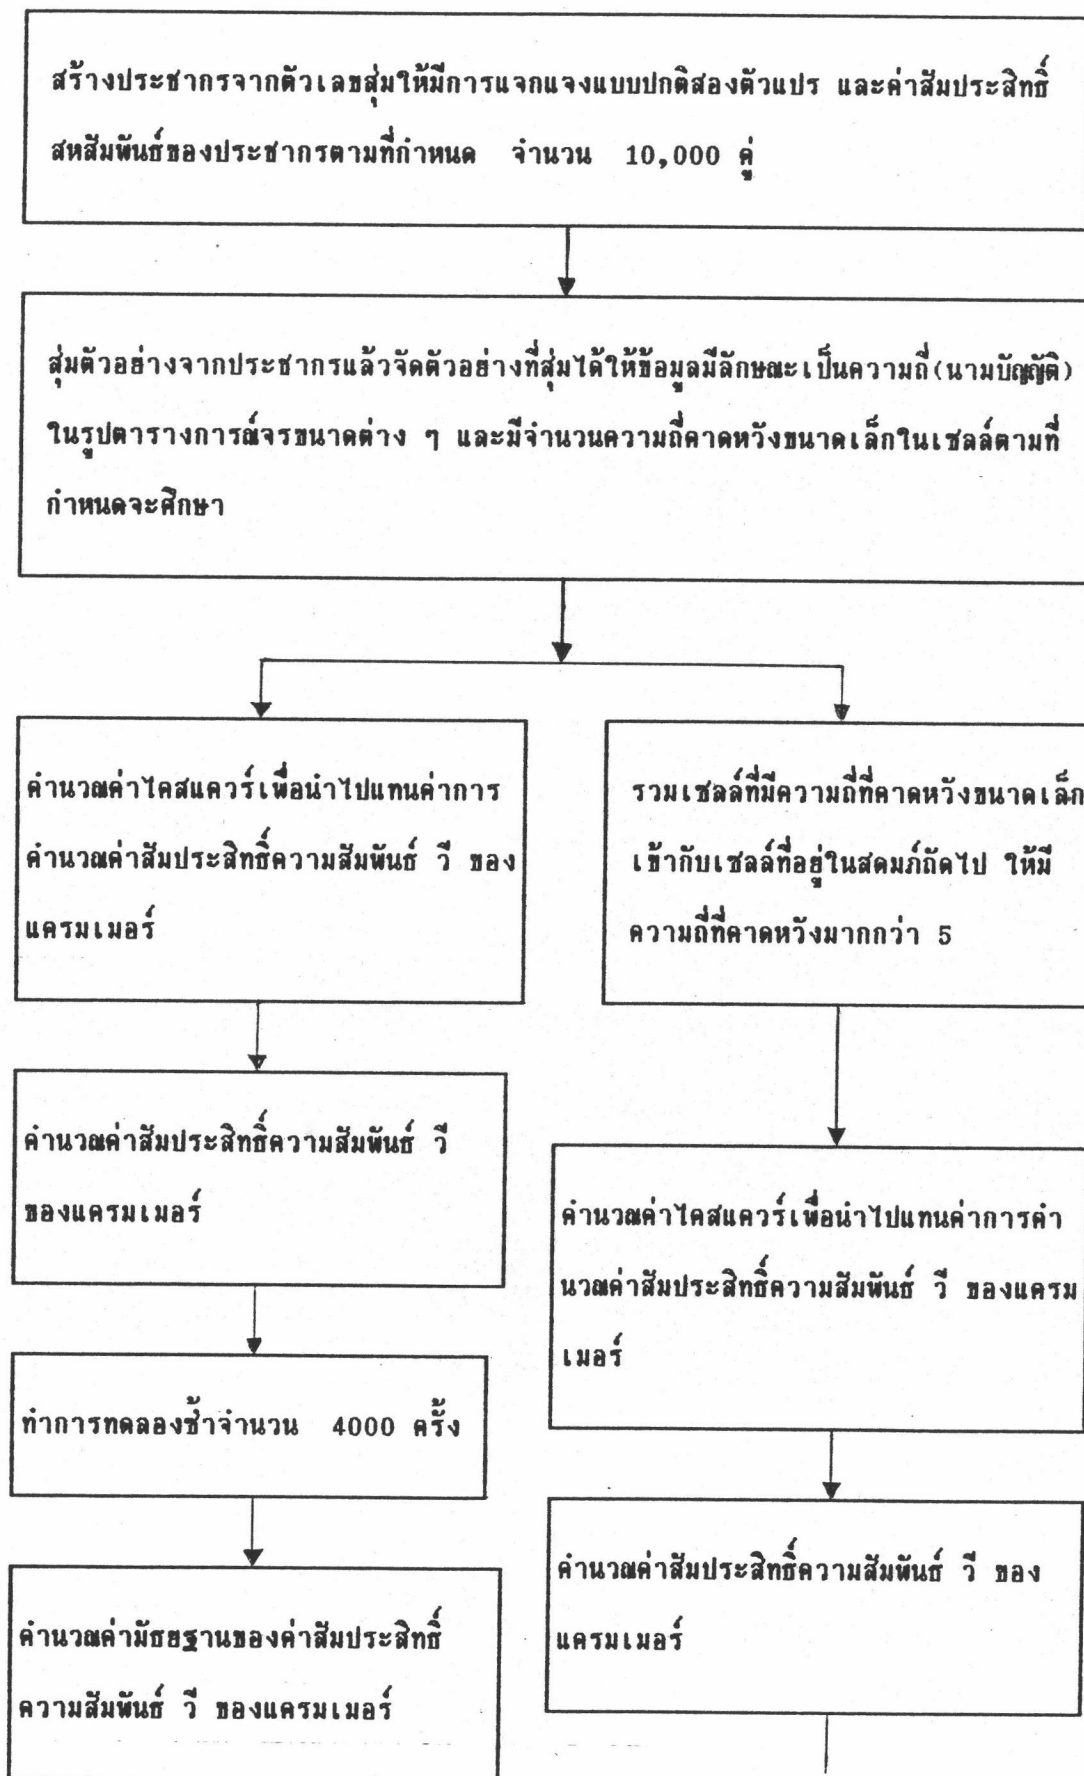 สร้างประชากรจากตัวเลขสุ่มให้มีการแจกแจงแบบปกติสองตัวแปร และค่าสัมประสิทธิ์
สหสัมพันธ์ของประชากรตามที่กำหนด จำนวน 10,000 คู่
สุ่มตัวอย่างจากประชากรแล้วจัดตัวอย่างที่สุ่มได้ให้ข้อมูลมีลักษณะเป็นความถี่(นามบัญญัติ)
ในรูปตารางการณ์จรขนาดต่าง ๆ และมีจำนวนความถี่คาดหวังขนาดเล็กในเซลล์ตามที่
กำหนดจะศึกษา
คำนวณค่าไคสแควร์เพื่อนำไปแทนค่าการ
คำนวณค่าสัมประสิทธิ์ความสัมพันธ์ วี ของ
แครมเมอร์
คำนวณค่าสัมประสิทธิ์ความสัมพันธ์ วี
ของแครมเมอร์
ทำการทดลองซ้ำจำนวน 4000 ครั้ง
คำนวณค่ามัธยฐานของค่าสัมประสิทธิ์
ความสัมพันธ์ วี ของแครมเมอร์
รวมเซลล์ที่มีความถี่ที่คาดหวังขนาดเล็ก
เข้ากับเซลล์ที่อยู่ในสดมภ์ถัดไป ให้มี
ความถี่ที่คาดหวังมากกว่า 5
คำนวณค่าไคสแควร์เพื่อนำไปแทนค่าการคำ
นวณค่าสัมประสิทธิ์ความสัมพันธ์ วี ของแครม
เมอร์
คำนวณค่าสัมประสิทธิ์ความสัมพันธ์ วี ของ
แครมเมอร์